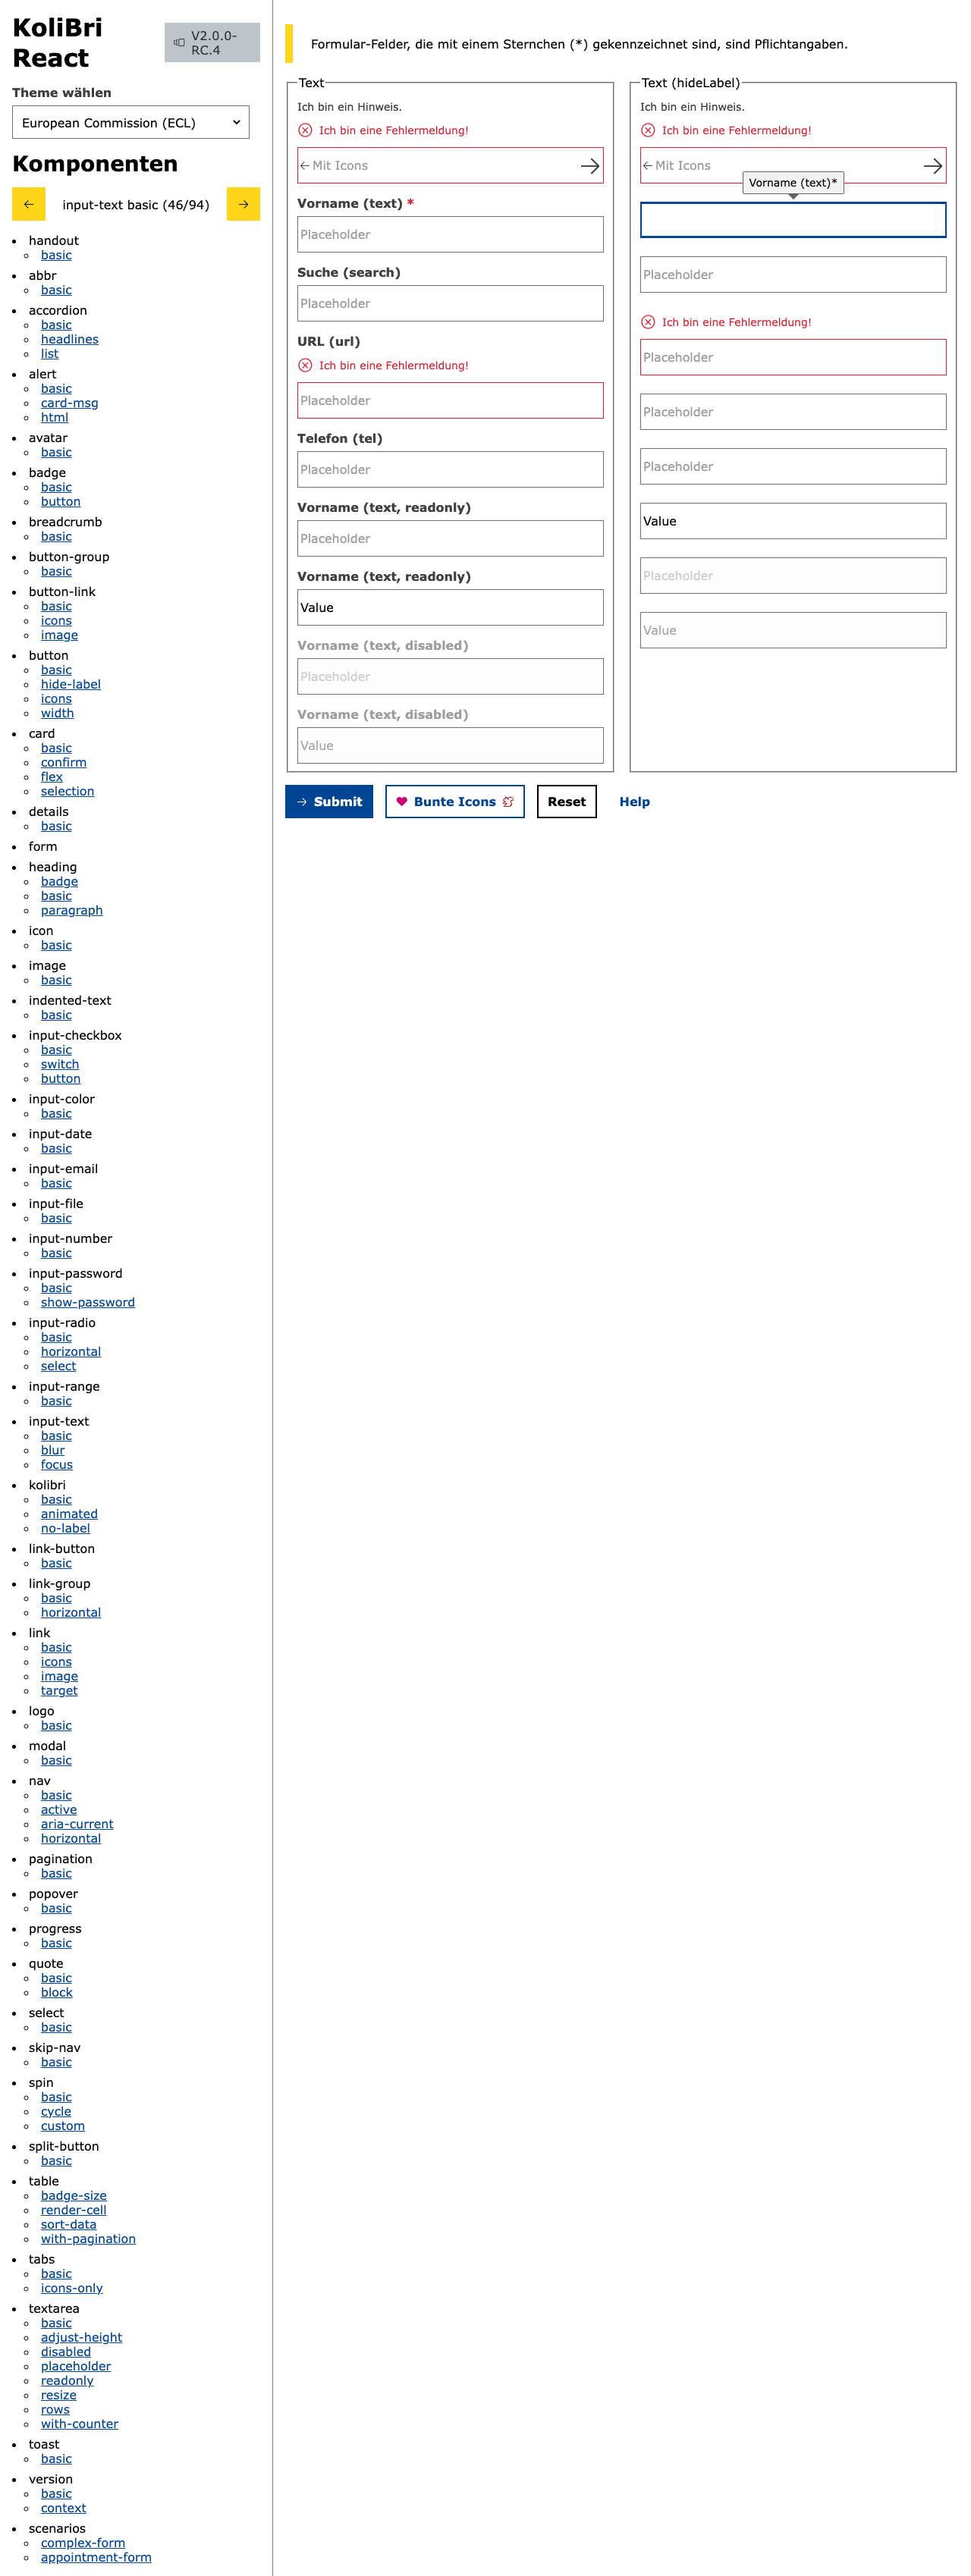 KoliBri
React
V2.0.0-
RC.4
Theme wählen
European Commission (ECL)
Komponenten
input-text basic (46/94)
handout
basic
abbr
basic
accordion
basic
headlines
list
alert
basic
card-msg
html
avatar
basic
badge
basic
button
breadcrumb
basic
button-group
basic
button-link
basic
icons
image
button
basic
hide-label
icons
width
card
basic
confirm
flex
selection
details
basic
form
heading
badge
basic
paragraph
icon
basic
image
basic
indented-text
basic
input-checkbox
basic
switch
button
input-color
basic
input-date
basic
input-email
basic
input-file
basic
input-number
basic
input-password
basic
show-password
input-radio
basic
horizontal
select
input-range
basic
input-text
basic
blur
focus
kolibri
basic
animated
no-label
link-button
basic
link-group
basic
horizontal
link
basic
icons
image
target
logo
basic
modal
basic
nav
basic
active
aria-current
horizontal
pagination
basic
popover
basic
progress
basic
quote
basic
block
select
basic
skip-nav
basic
spin
basic
cycle
custom
split-button
basic
table
badge-size
render-cell
sort-data
with-pagination
tabs
basic
icons-only
textarea
basic
adjust-height
disabled
placeholder
readonly
resize
rows
with-counter
toast
basic
version
basic
context
scenarios
complex-form
appointment-form
Formular-Felder, die mit einem Sternchen (*) gekennzeichnet sind, sind Pflichtangaben.
Text
Ich bin ein Hinweis.
Ich bin eine Fehlermeldung!
Mit Icons
Vorname (text) *
Placeholder
Suche (search)
Placeholder
URL (url)
Ich bin eine Fehlermeldung!
Placeholder
Telefon (tel)
Placeholder
Vorname (text, readonly)
Placeholder
Vorname (text, readonly)
Value
Vorname (text, disabled)
Placeholder
Vorname (text, disabled)
Value
Text (hideLabel)
Ich bin ein Hinweis.
Ich bin eine Fehlermeldung!
Mit Icons
Vorname (text)*
Placeholder
Ich bin eine Fehlermeldung!
Placeholder
Placeholder
Placeholder
Value
Placeholder
Value
Submit
Bunte Icons
Reset
Help